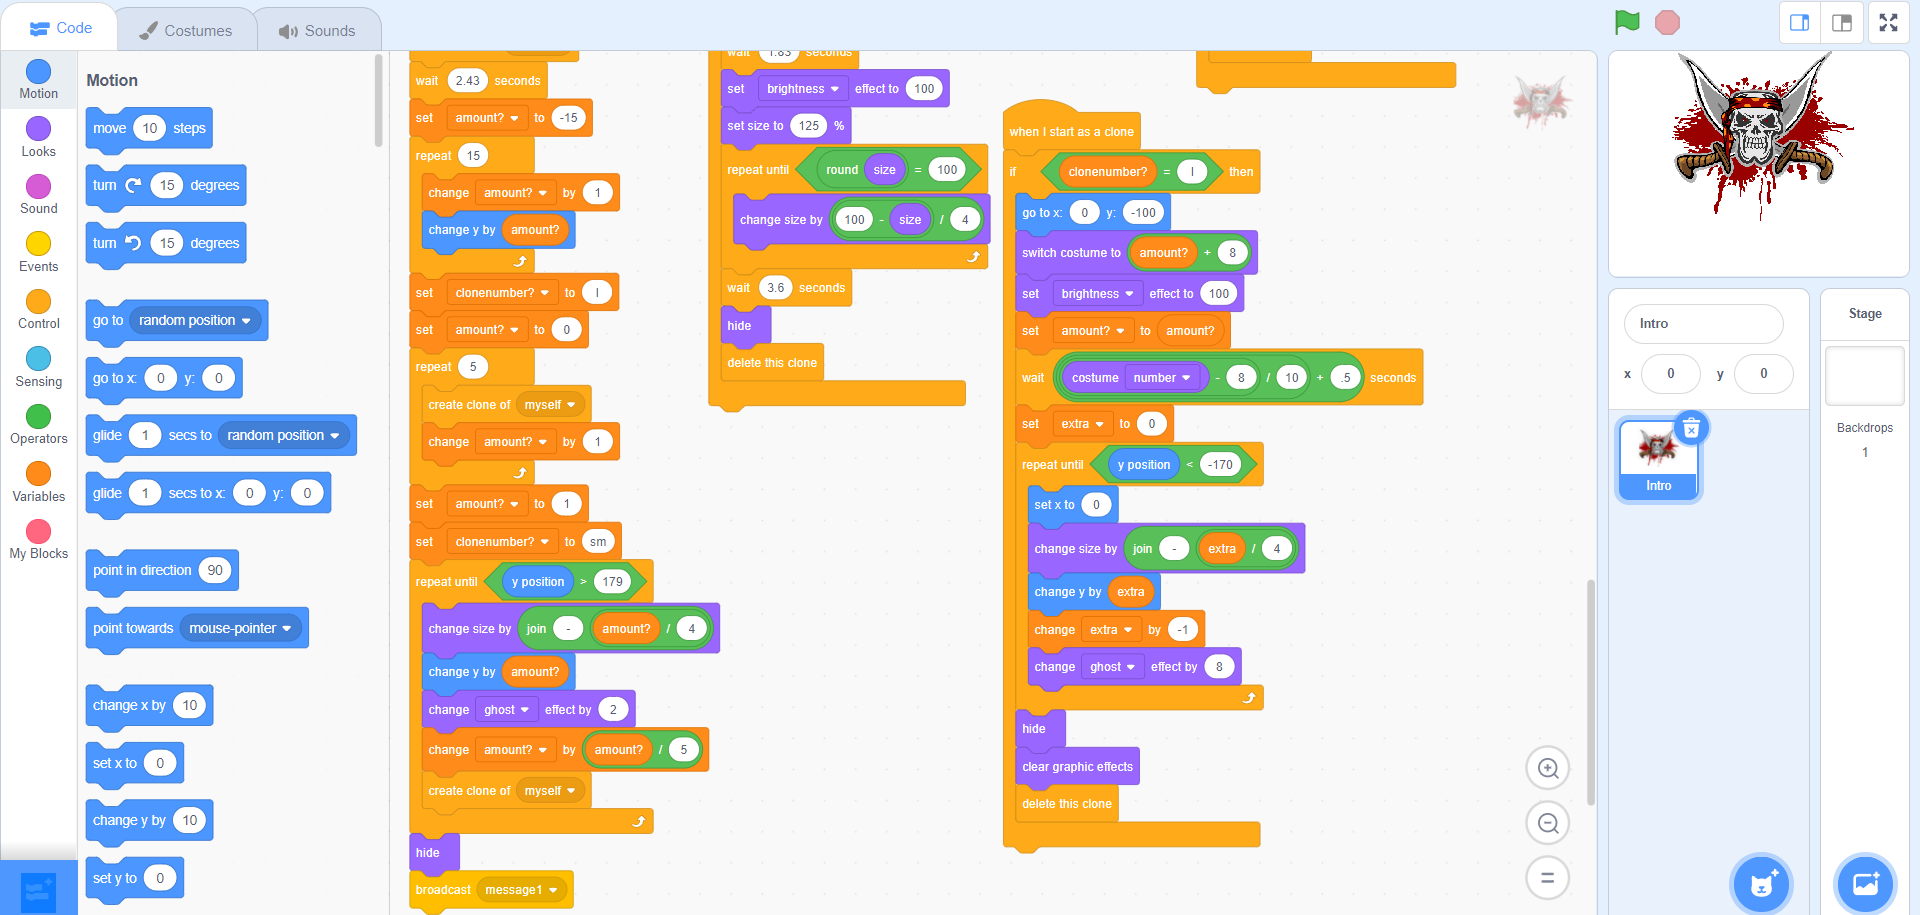 Code
Costumes
Sounds
Motion
Looks
Sound
Events
Control
Sensing
Operators
Variables
My Blocks
Motion
move 10 steps
turn 15 degrees
turn 15 degrees
go to random position
go to x: 0 y: 0
glide 1 secs to random position
glide 1 secs to x: 0 y: 0
point in direction 90
point towards mouse-pointer
change x by 10
set x to 0
change y by 10
set y to 0
wait 2.43 seconds
set amount? to -15
repeat 15
change amount? by 1
change y by amount?
set clonenumber? to l
set amount? to 0
repeat 5
create clone of myself
change amount? by 1
set amount? to 1
set clonenumber? to sm
repeat until y position > 179
change size by join - amount? / 4
change y by amount?
change ghost effect by 2
change amount? by amount? / 5
create clone of myself
hide
broadcast message1
wait 1.83 seconds
set brightness effect to 100
set size to 125 %
repeat until round size = 100
change size by 100 - size / 4
wait 3.6 seconds
hide
delete this clone
when I start as a clone
if clonenumber? = l then
go to x: 0 y: -100
switch costume to amount? + 8
set brightness effect to 100
set amount? to amount?
wait costume number - 8 / 10 + .5 seconds
set extra to 0
repeat until y position < -170
set x to 0
change size by join - extra / 4
change y by extra
change extra by -1
change ghost effect by 8
hide
clear graphic effects
delete this clone
Intro
x 0 y 0
Intro
Stage
Backdrops
1